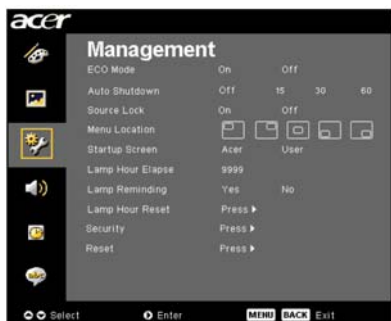 acer
Management
ECO Mode On Off
Auto Shutdown Off 15 30 60
Source Lock On Off
Menu Location
Startup Screen Acer User
Lamp Hour Elapse 9999
Lamp Reminding Yes No
Lamp Hour Reset Press
Security Press
Reset Press
abc
Select Enter MENU BACK Exit